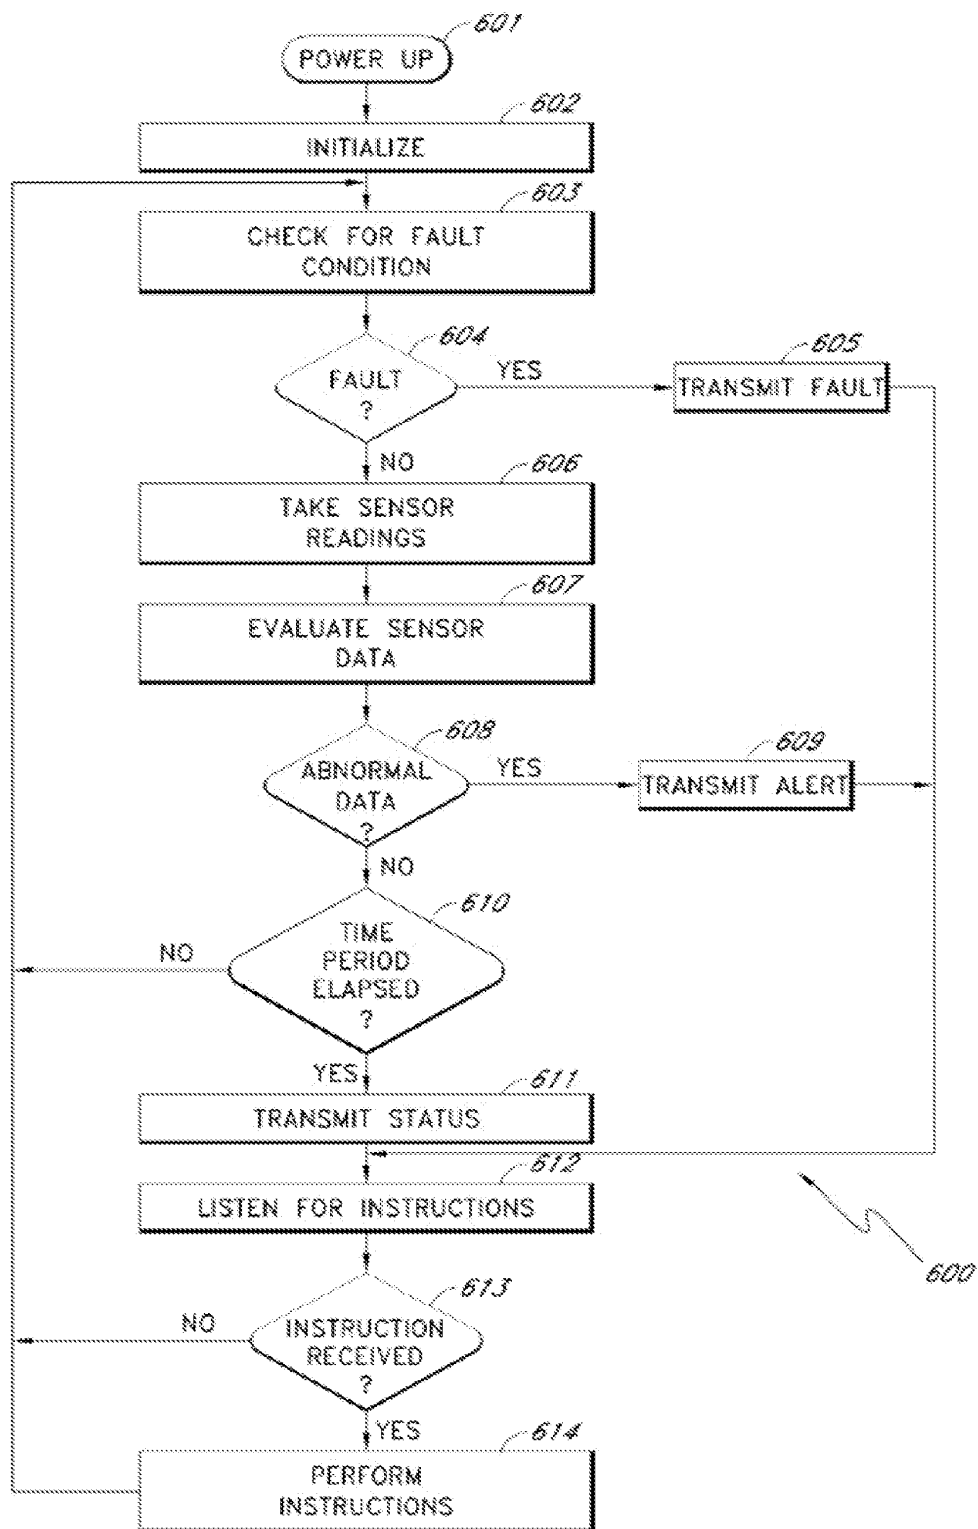 601
POWER UP
602
INITIALIZE
603
CHECK FOR FAULT
CONDITION
604
FAULT
?
YES
605
TRANSMIT FAULT
NO
606
TAKE SENSOR
READINGS
607
EVALUATE SENSOR
DATA
608
ABNORMAL
DATA
?
YES
609
TRANSMIT ALERT
NO
610
TIME
PERIOD
ELAPSED
?
NO
YES
611
TRANSMIT STATUS
612
LISTEN FOR INSTRUCTIONS
600
613
INSTRUCTION
RECEIVED
?
NO
YES
614
PERFORM
INSTRUCTIONS